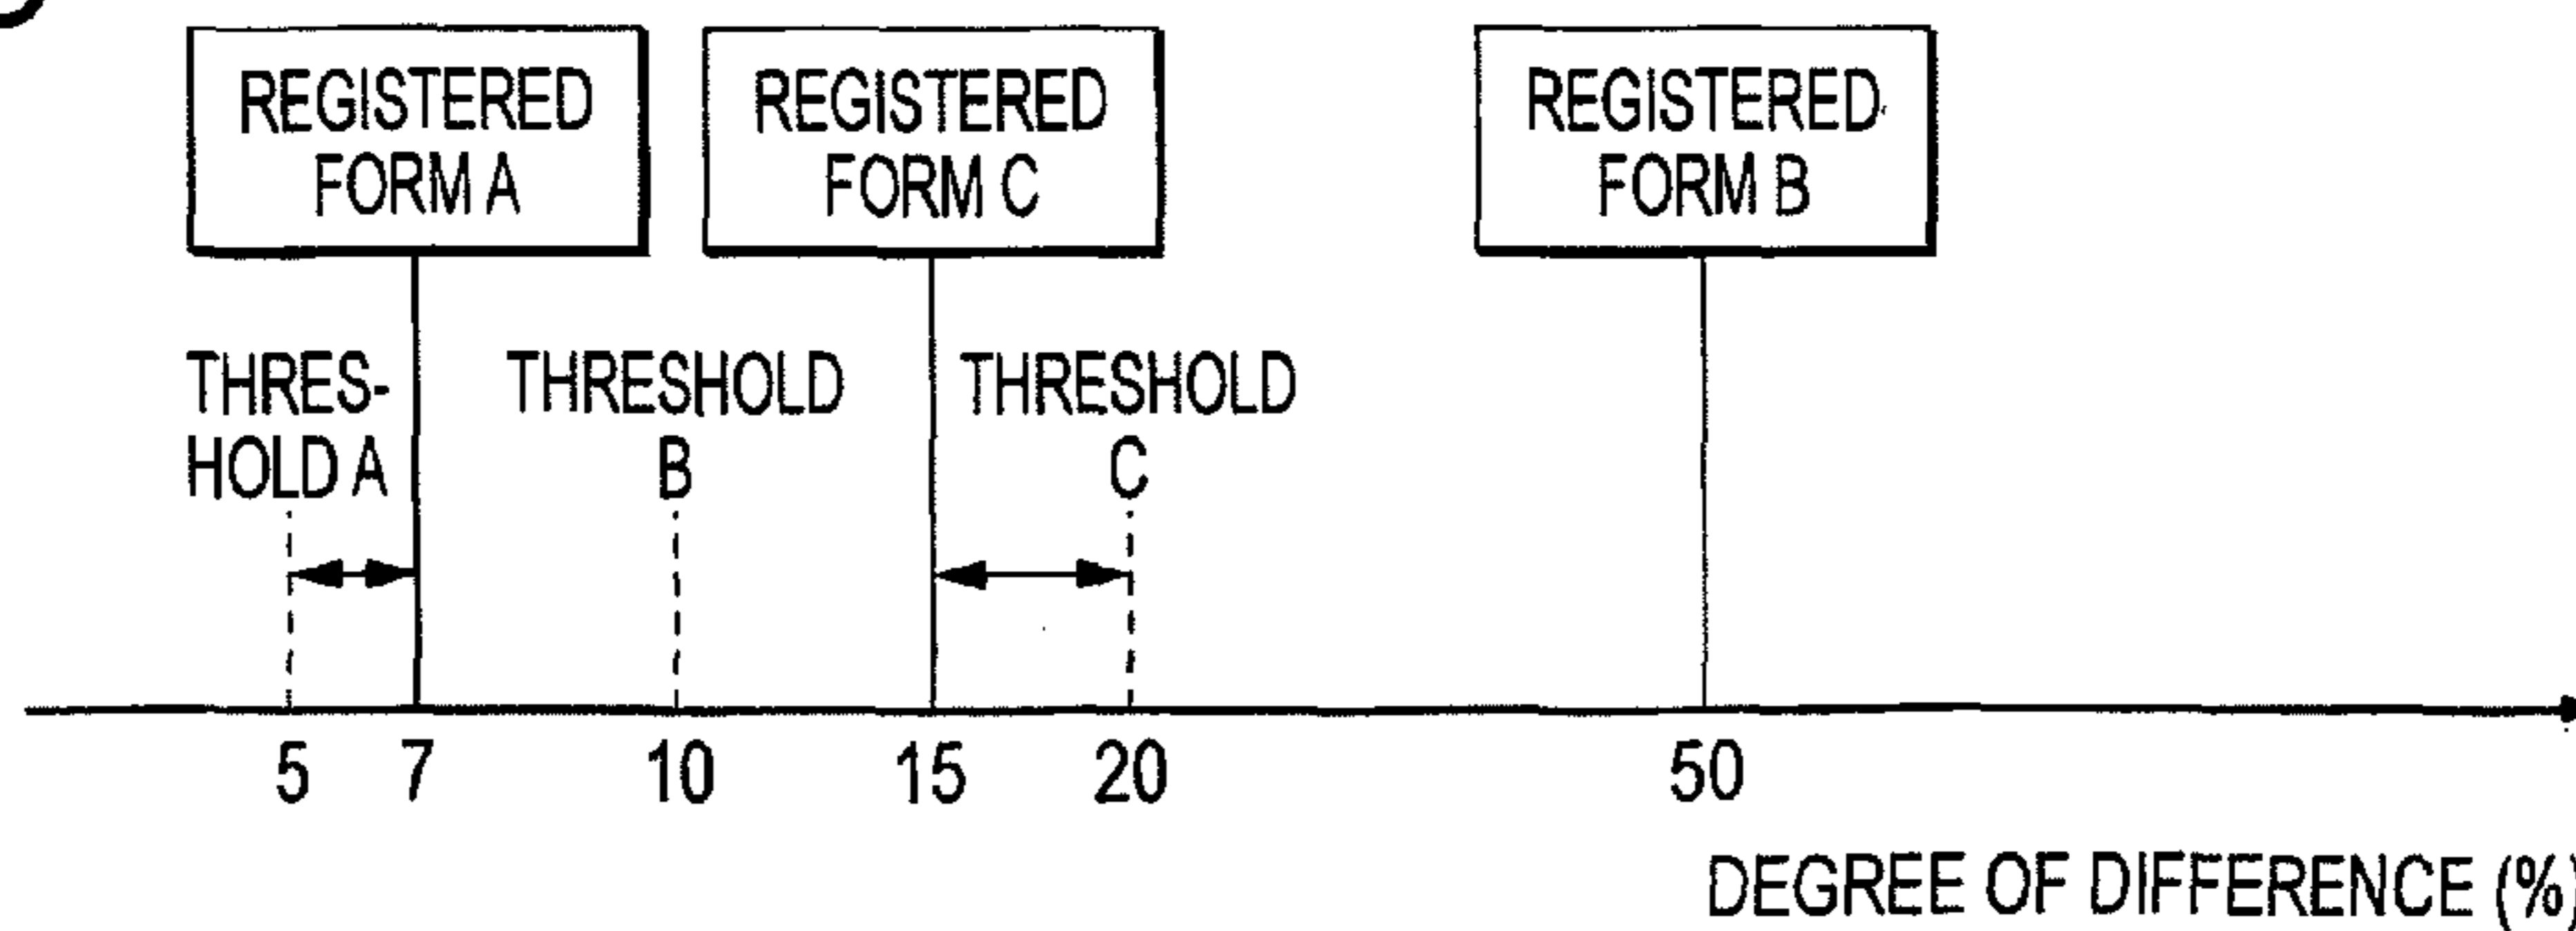 REGISTERED
FORM A
REGISTERED
FORM C
REGISTERED
FORM B
THRES-
HOLD A
THRESHOLD
B
THRESHOLD
C
5 7 10 15 20 50
DEGREE OF DIFFERENCE (%)